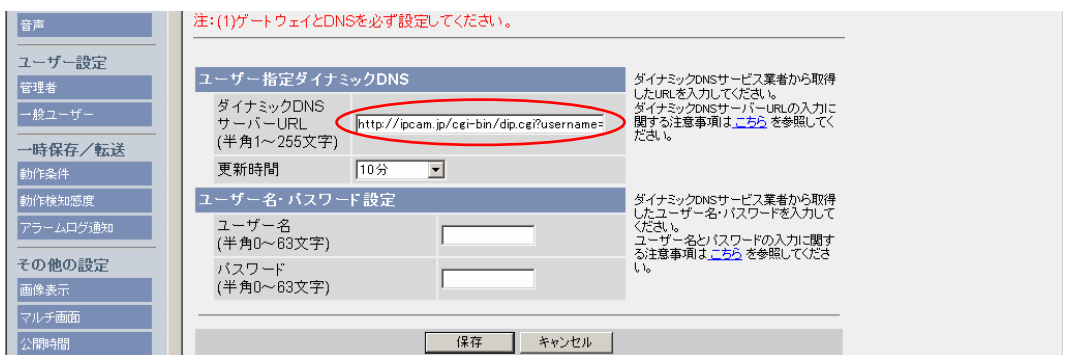 音声
ユーザー設定
管理者
一般ユーザー
一時保存／転送
動作条件
動作検知感度
アラームログ通知
その他の設定
画像表示
マルチ画面
公開時間
注：(1)ゲートウェイとDNSを必ず設定してください。
ユーザー指定ダイナミックDNS
ダイナミックDNS
サーバーURL
(半角1～255文字)
http://ipcam.jp/cgi-bin/dip.cgi?username=
更新時間
10分
ダイナミックDNSサービス業者から取得
したURLを入力してください。
ダイナミックDNSサーバーURLの入力に
関する注意事項は こちら を参照してく
ださい。
ユーザー名・パスワード設定
ユーザー名
(半角0～63文字)
パスワード
(半角0～63文字)
ダイナミックDNSサービス業者から取得
したユーザー名・パスワードを入力して
ください。
ユーザー名とパスワードの入力に関す
る注意事項は こちら を参照してくださ
い。
保存
キャンセル